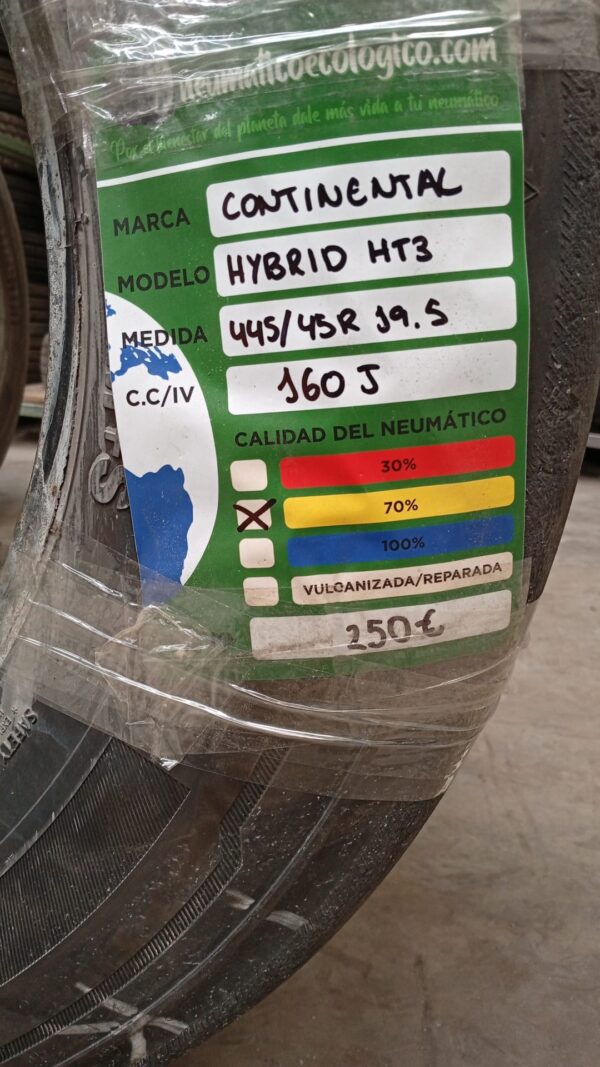 neumaticoecologico.com
Por el bienestar del planeta dale más vida a tu neumático
MARCA CONTINENTAL
MODELO HYBRID HT3
MEDIDA 445/45R 19.5
C.C/IV 160 J
CALIDAD DEL NEUMÁTICO
30%
X 70%
100%
VULCANIZADA/REPARADA
250€
SAFETY